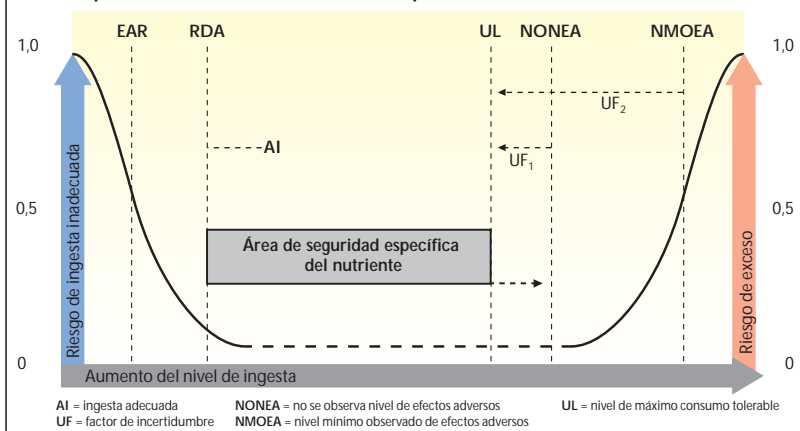 EAR RDA UL NONEA NMOEA
1,0 1,0
UF2
AI
UF1
0,5 0,5
Área de seguridad específica
del nutriente
Riesgo de ingesta inadecuada
Riesgo de exceso
0 0
Aumento del nivel de ingesta
AI = ingesta adecuada NONEA = no se observa nivel de efectos adversos UL = nivel de máximo consumo tolerable
UF = factor de incertidumbre NMOEA = nivel mínimo observado de efectos adversos